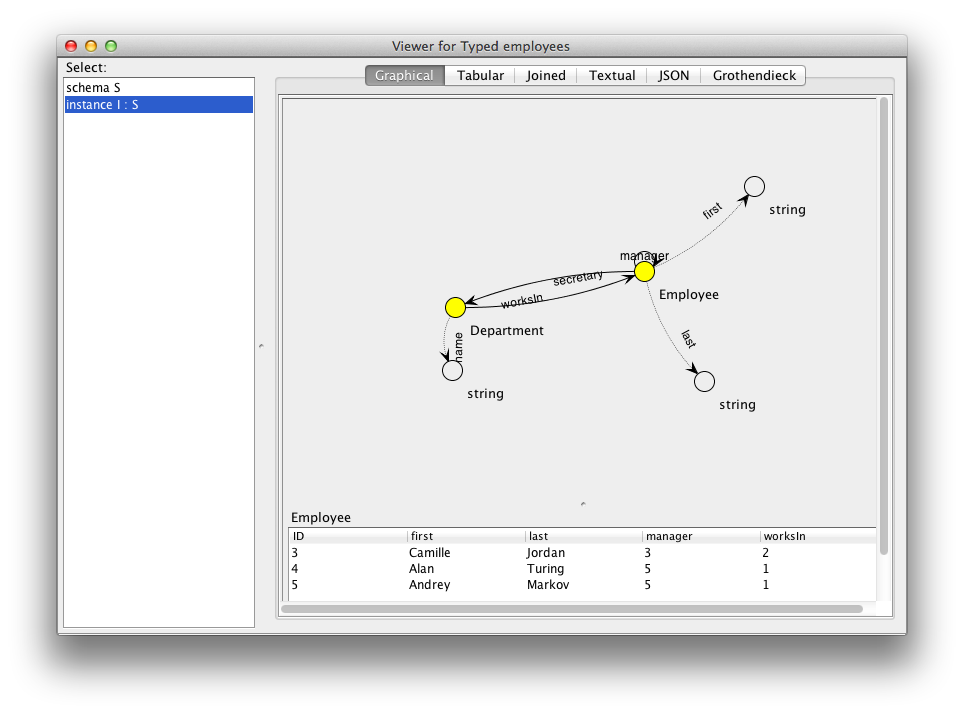 Viewer for Typed employees
Select:
schema S
instance I : S
Graphical Tabular Joined Textual JSON Grothendieck
first
string
manager
Employee
secretary
worksIn
Department
name
string
last
string
Employee
ID first last manager worksIn
3 Camille Jordan 3 2
4 Alan Turing 5 1
5 Andrey Markov 5 1